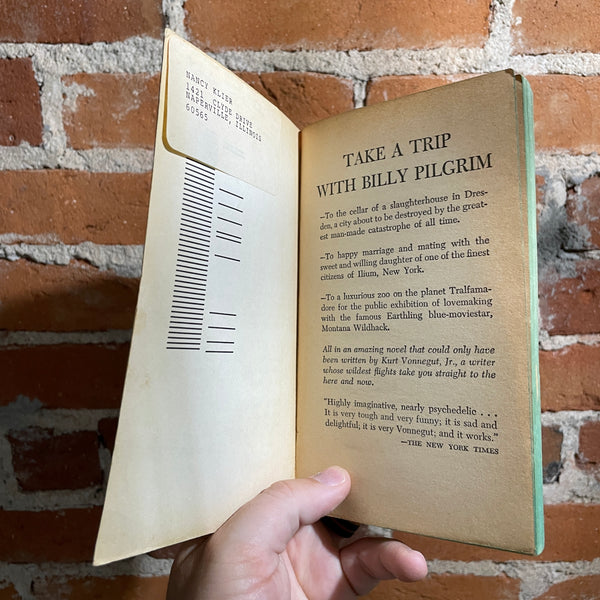 NANCY KLIER
1421 CLYDE DRIVE
NAPERVILLE, ILLINOIS
60565
TAKE A TRIP
WITH BILLY PILGRIM
—To the cellar of a slaughterhouse in Dres-
den, a city about to be destroyed by the great-
est man-made catastrophe of all time.
—To happy marriage and mating with the
sweet and willing daughter of one of the finest
citizens of Ilium, New York.
—To a luxurious zoo on the planet Tralfama-
dore for the public exhibition of lovemaking
with the famous Earthling blue-moviestar,
Montana Wildhack.
All in an amazing novel that could only have
been written by Kurt Vonnegut, Jr., a writer
whose wildest flights take you straight to the
here and now.
"Highly imaginative, nearly psychedelic . . .
It is very tough and very funny; it is sad and
delightful; it is very Vonnegut; and it works."
—THE NEW YORK TIMES